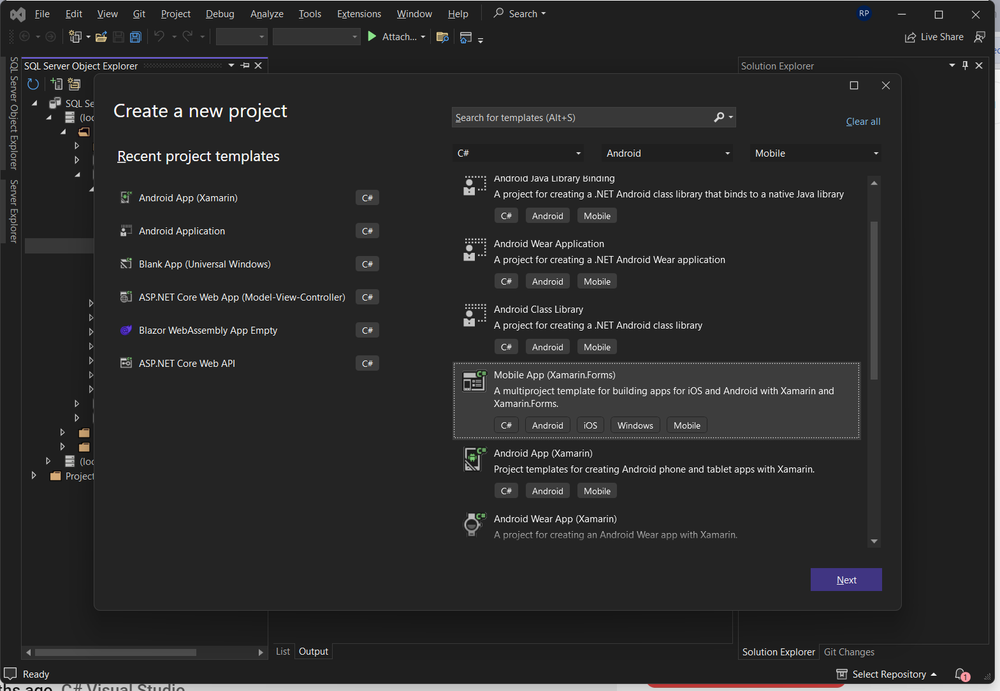 File Edit View Git Project Debug Analyze Tools Extensions Window Help Search RP
Attach... Live Share
SQL Server Object Explorer
Server Explorer
SQL Server Object Explorer
SQL Se
(loc
(loc
Project
Solution Explorer
Create a new project
Search for templates (Alt+S)
Clear all
Recent project templates
C# Android Mobile
Android App (Xamarin) C#
Android Application C#
Blank App (Universal Windows) C#
ASP.NET Core Web App (Model-View-Controller) C#
Blazor WebAssembly App Empty C#
ASP.NET Core Web API C#
Android Java Library Binding
A project for creating a .NET Android class library that binds to a native Java library
C# Android Mobile
Android Wear Application
A project for creating a .NET Android Wear application
C# Android Mobile
Android Class Library
A project for creating a .NET Android class library
C# Android Mobile
Mobile App (Xamarin.Forms)
A multiproject template for building apps for iOS and Android with Xamarin and
Xamarin.Forms.
C# Android iOS Windows Mobile
Android App (Xamarin)
Project templates for creating Android phone and tablet apps with Xamarin.
C# Android Mobile
Android Wear App (Xamarin)
A project for creating an Android Wear app with Xamarin.
Next
List Output
Solution Explorer Git Changes
Ready
Select Repository 1
ths ago C# Visual Studio